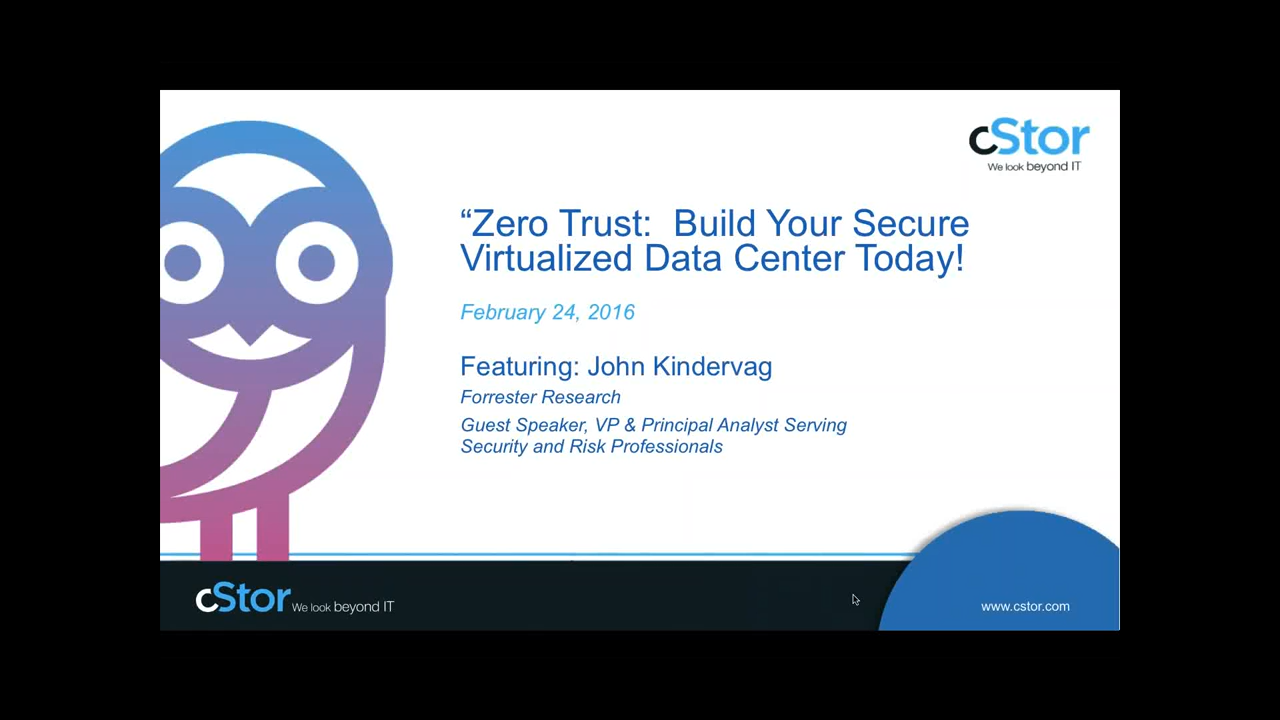 cStor
We look beyond IT
“Zero Trust:  Build Your Secure
Virtualized Data Center Today!
February 24, 2016
Featuring: John Kindervag
Forrester Research
Guest Speaker, VP & Principal Analyst Serving
Security and Risk Professionals
cStor We look beyond IT
www.cstor.com